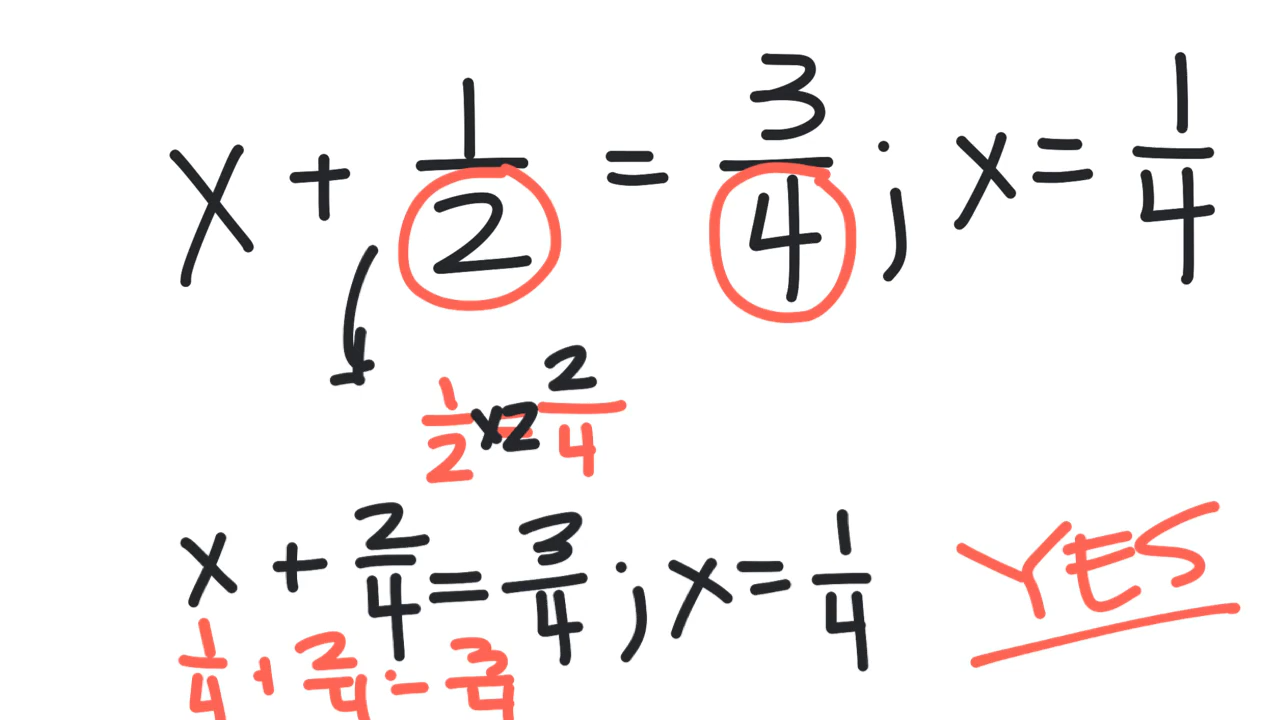 x + 1/2 = 3/4 ; x = 1/4
1/2 x2 = 2/4
x + 2/4 = 3/4 ; x = 1/4 YES
1/4 + 2/4 = 3/4